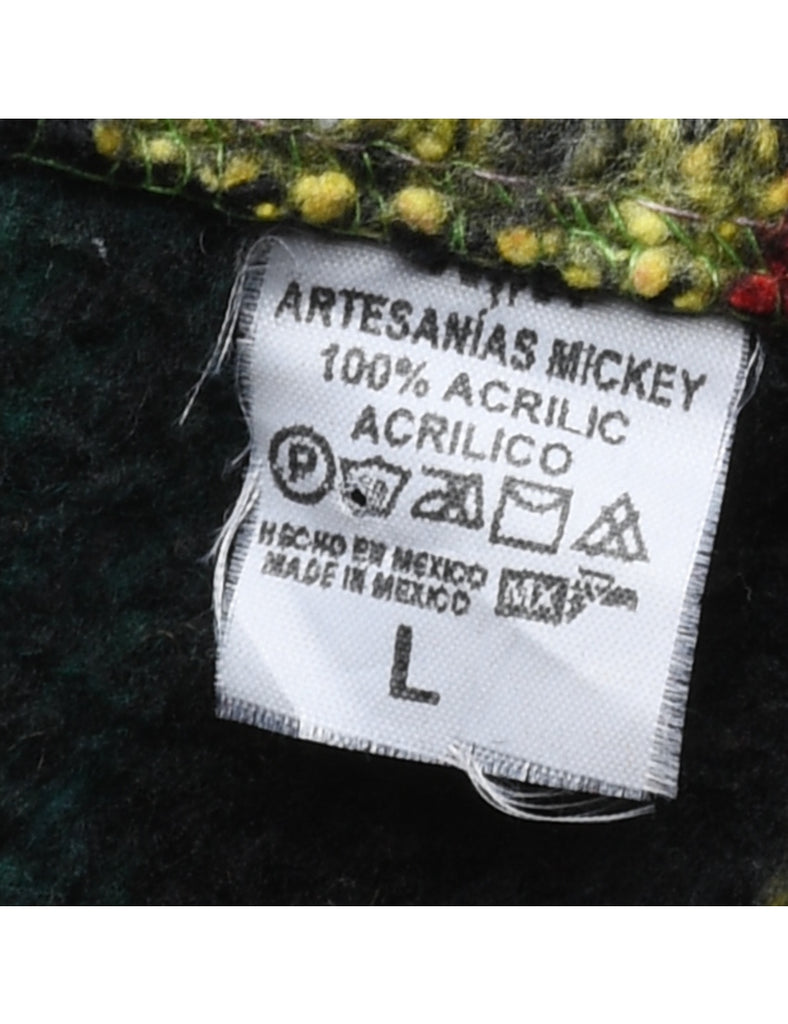 ARTESANÍAS MICKEY
100% ACRILIC
ACRILICO
P
HECHO EN MEXICO
MADE IN MEXICO
L